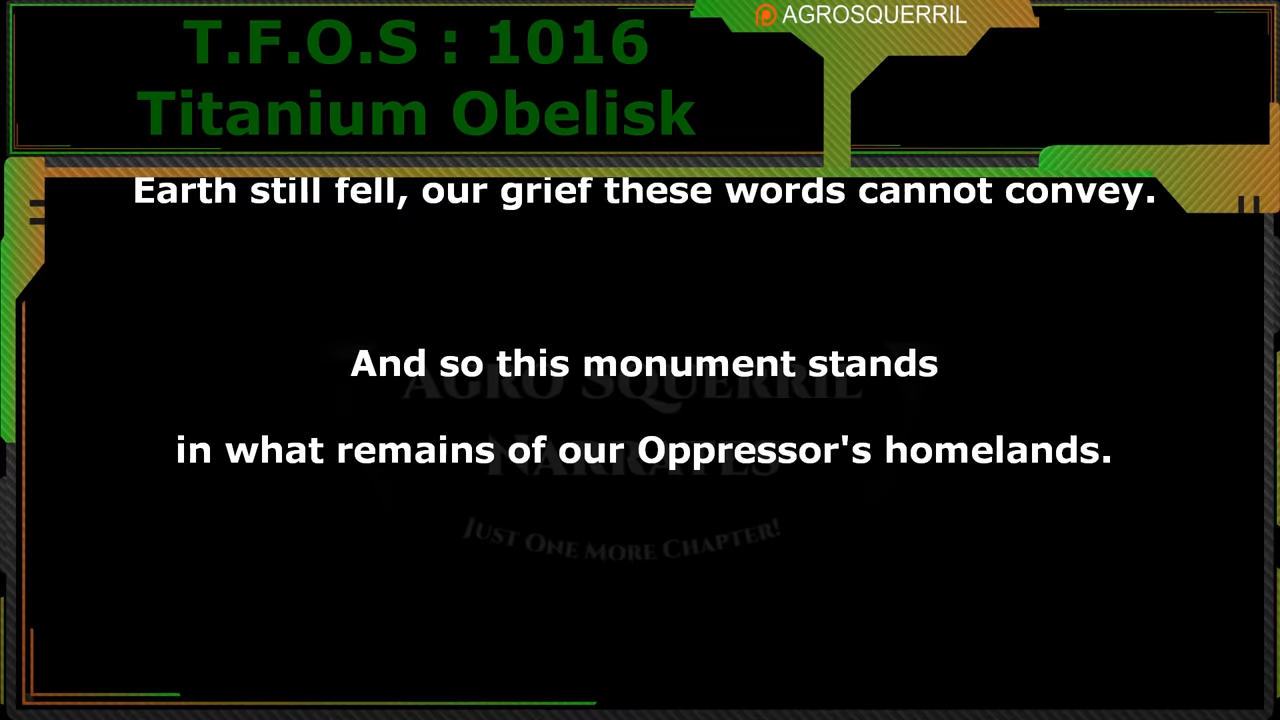 AGROSQUERRIL
T.F.O.S : 1016
Titanium Obelisk
Earth still fell, our grief these words cannot convey.
And so this monument stands
in what remains of our Oppressor's homelands.
AGRO SQUERRIL
NARRATES
JUST ONE MORE CHAPTER!